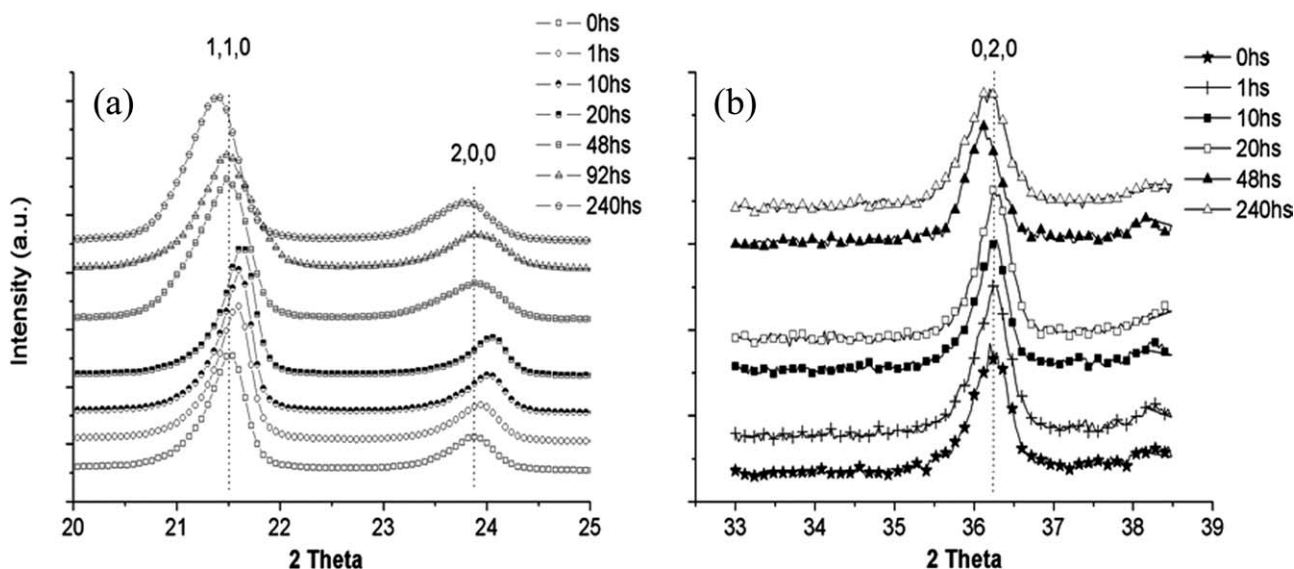 1,1,0
0hs
1hs
10hs
20hs
48hs
92hs
240hs
(a)
2,0,0
Intensity (a.u.)
20 21 22 23 24 25
2 Theta
0,2,0
0hs
1hs
10hs
20hs
48hs
240hs
(b)
33 34 35 36 37 38 39
2 Theta